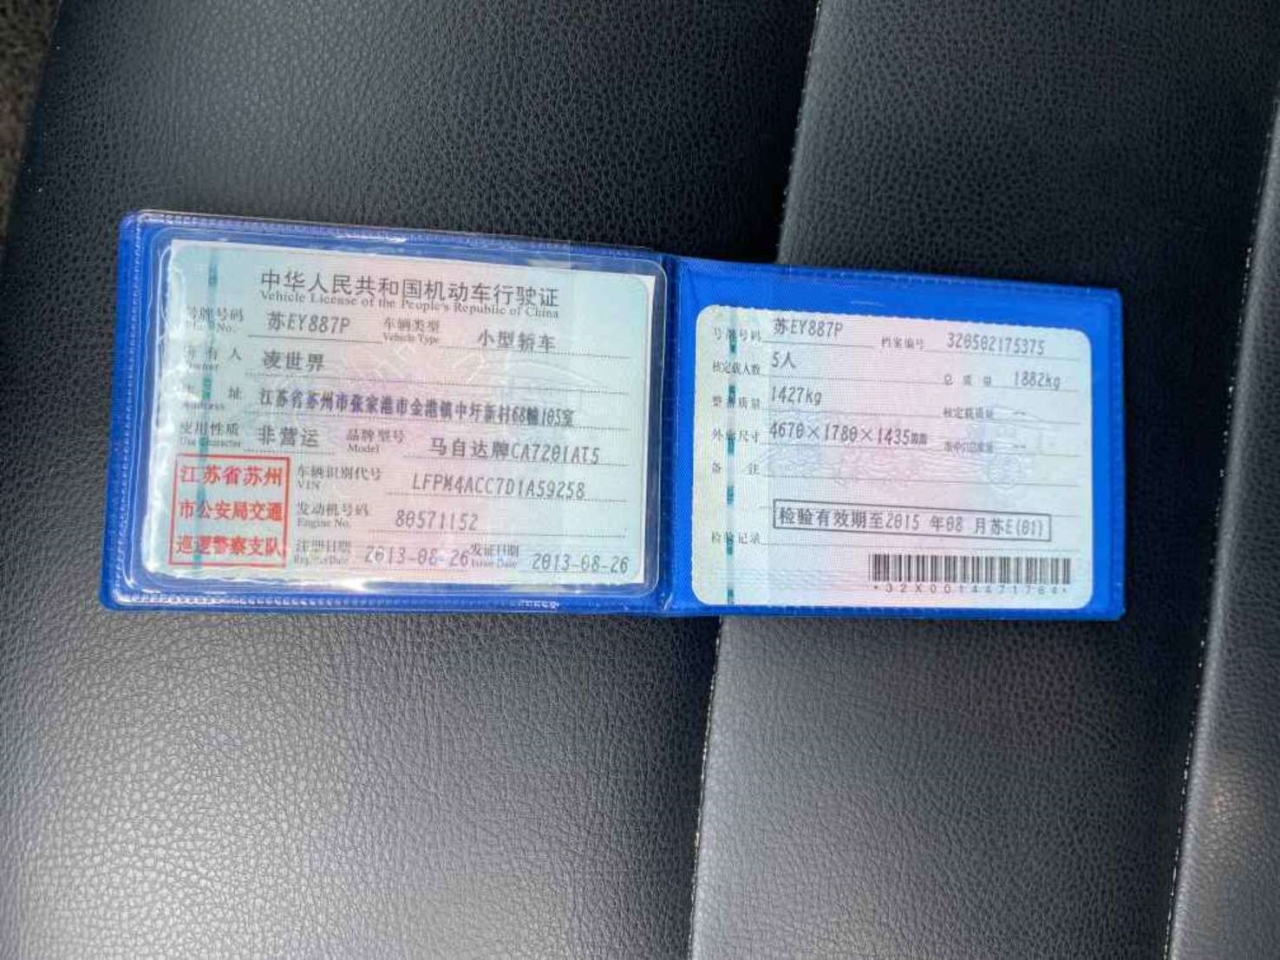 中华人民共和国机动车行驶证
Vehicle License of the People's Republic of China
号牌号码 苏EY887P 车辆类型 小型轿车
Plate No. Vehicle Type
所有人 凌世界
Owner
住址 江苏省苏州市张家港市金港镇中圩新村68幢105室
Address
使用性质 非营运 品牌型号 马自达牌CA7201AT5
Use Character Model
江苏省苏州
市公安局交通
巡逻警察支队
车辆识别代号 LFPM4ACC7D1A59258
VIN
发动机号码 80571152
Engine No.
注册日期 2013-08-26 发证日期 2013-08-26
Register Date Issue Date
号牌号码 苏EY887P 档案编号 320502175375
核定载人数 5人 总质量 1882kg
整备质量 1427kg 核定载质量 --
外廓尺寸 4670×1780×1435 --
备注
检验有效期至2015年08月苏E(01)
检验记录
*32X0014471764*